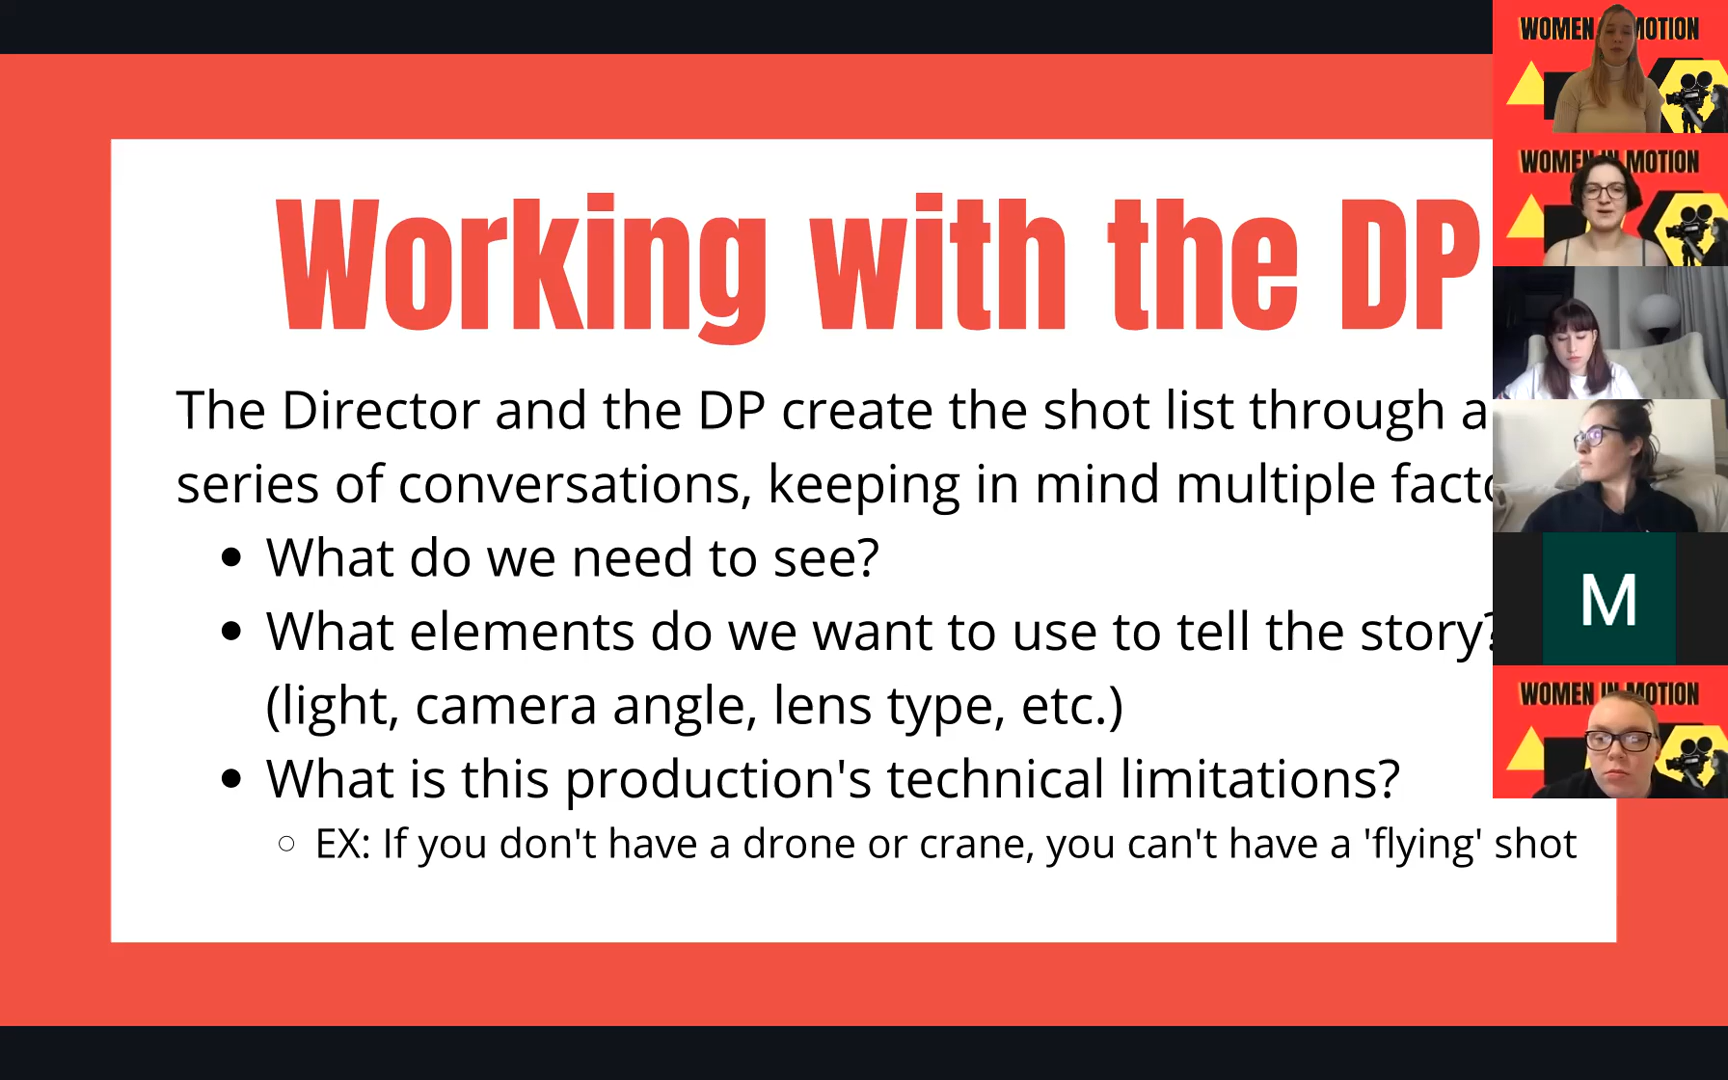 Working with the DP
The Director and the DP create the shot list through a
series of conversations, keeping in mind multiple facto
• What do we need to see?
• What elements do we want to use to tell the story?
(light, camera angle, lens type, etc.)
• What is this production's technical limitations?
○ EX: If you don't have a drone or crane, you can't have a 'flying' shot
WOMEN MOTION
WOMEN IN MOTION
M
WOMEN IN MOTION